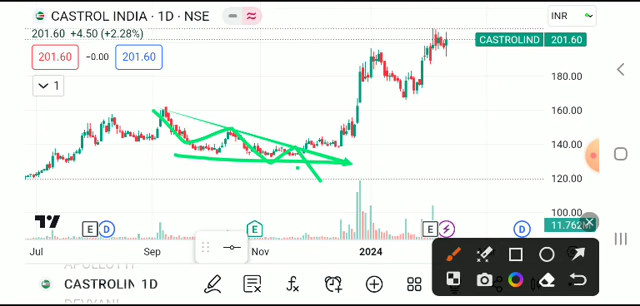 CASTROL INDIA · 1D · NSE
INR
201.60 +4.50 (+2.28%)
CASTROLIND 201.60
201.60 −0.00 201.60
1
180.00
160.00
140.00
120.00
100.00
E D E E D
11.762M
Jul Sep Nov 2024
CASTROLIN 1D